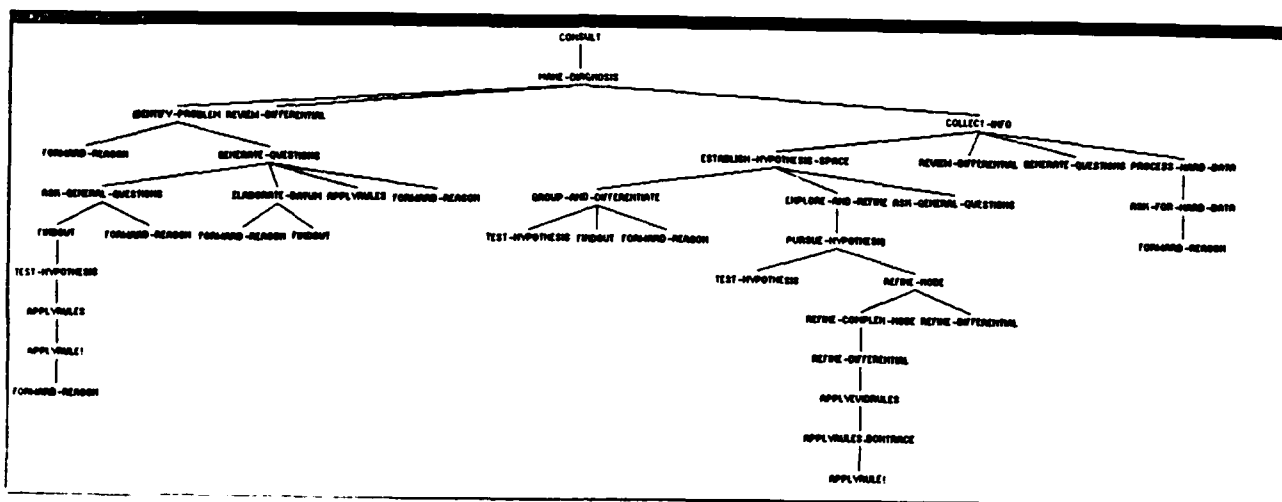 CONSULT
MAKE-DIAGNOSIS
IDENTIFY-PROBLEM REVIEW-DIFFERENTIAL
COLLECT-INFO
FORWARD-REASON GENERATE-QUESTIONS
ESTABLISH-HYPOTHESIS-SPACE REVIEW-DIFFERENTIAL GENERATE-QUESTIONS PROCESS-HARD-DATA
ASK-GENERAL-QUESTIONS ELABORATE-DATUM APPLYRULES FORWARD-REASON GROUP-AND-DIFFERENTIATE EXPLORE-AND-REFINE ASK-GENERAL-QUESTIONS ASK-FOR-HARD-DATA
FINDOUT FORWARD-REASON FORWARD-REASON FINDOUT TEST-HYPOTHESIS FINDOUT FORWARD-REASON PURSUE-HYPOTHESIS FORWARD-REASON
TEST-HYPOTHESIS TEST-HYPOTHESIS REFINE-NODE
APPLYRULES REFINE-COMPLEX-NODE REFINE-DIFFERENTIAL
APPLYRULE! REFINE-DIFFERENTIAL
FORWARD-REASON APPLYEVIDRULES
APPLYRULES.DONTRACE
APPLYRULE!